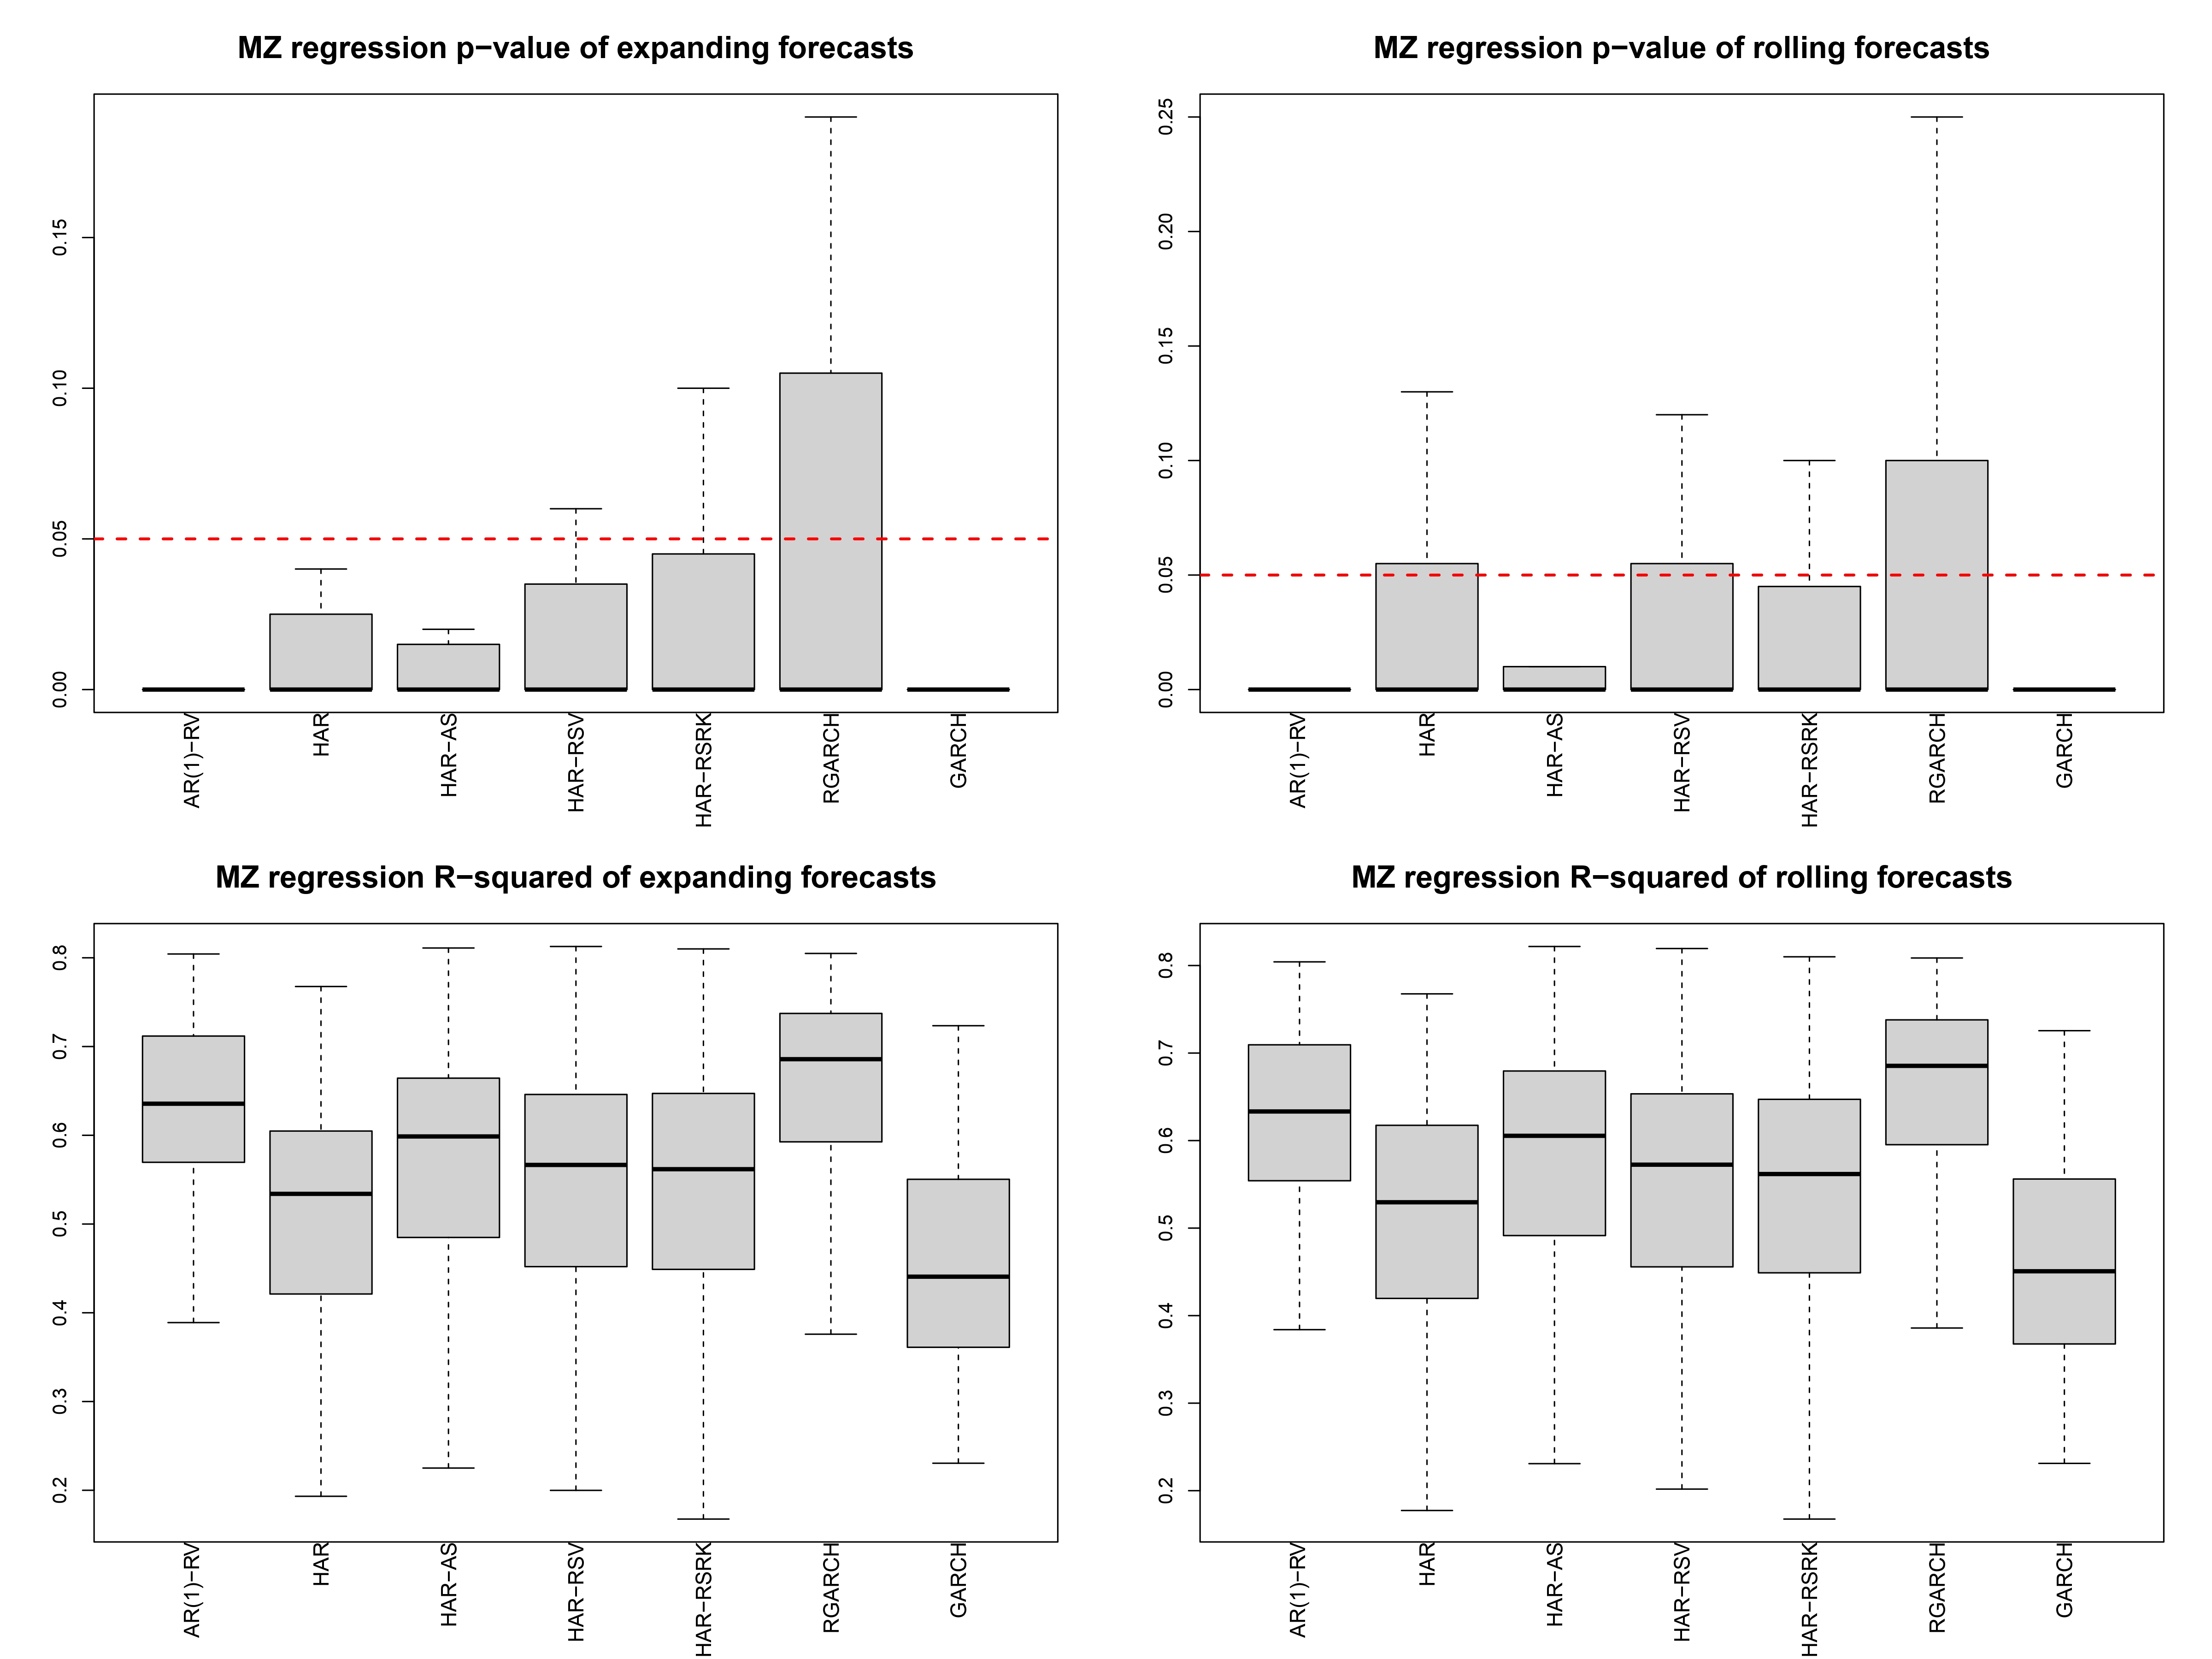 MZ regression p−value of expanding forecasts
0.15
0.10
0.05
0.00
AR(1)−RV
HAR
HAR−AS
HAR−RSV
HAR−RSRK
RGARCH
GARCH
MZ regression p−value of rolling forecasts
0.25
0.20
0.15
0.10
0.05
0.00
AR(1)−RV
HAR
HAR−AS
HAR−RSV
HAR−RSRK
RGARCH
GARCH
MZ regression R−squared of expanding forecasts
0.8
0.7
0.6
0.5
0.4
0.3
0.2
AR(1)−RV
HAR
HAR−AS
HAR−RSV
HAR−RSRK
RGARCH
GARCH
MZ regression R−squared of rolling forecasts
0.8
0.7
0.6
0.5
0.4
0.3
0.2
AR(1)−RV
HAR
HAR−AS
HAR−RSV
HAR−RSRK
RGARCH
GARCH